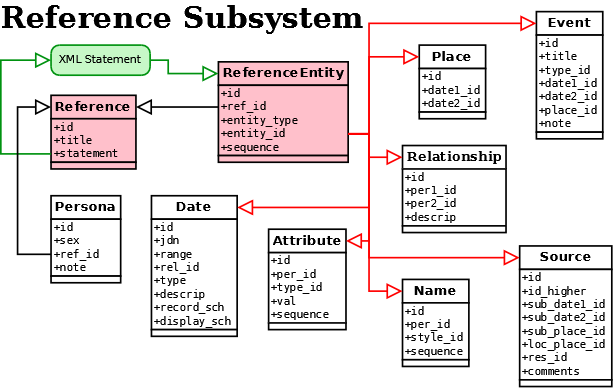 Reference Subsystem
XML Statement
Reference
+id
+title
+statement
ReferenceEntity
+id
+ref_id
+entity_type
+entity_id
+sequence
Place
+id
+date1_id
+date2_id
Event
+id
+title
+type_id
+date1_id
+date2_id
+place_id
+note
Relationship
+id
+per1_id
+per2_id
+descrip
Persona
+id
+sex
+ref_id
+note
Date
+id
+jdn
+range
+rel_id
+type
+descrip
+record_sch
+display_sch
Attribute
+id
+per_id
+type_id
+val
+sequence
Name
+id
+per_id
+style_id
+sequence
Source
+id
+id_higher
+sub_date1_id
+sub_date2_id
+sub_place_id
+loc_place_id
+res_id
+comments